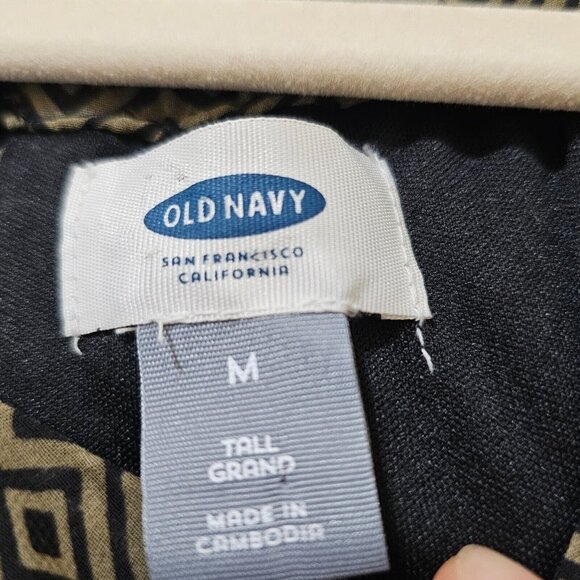 OLD NAVY
SAN FRANCISCO
CALIFORNIA
M
TALL
GRAND
MADE IN
CAMBODIA